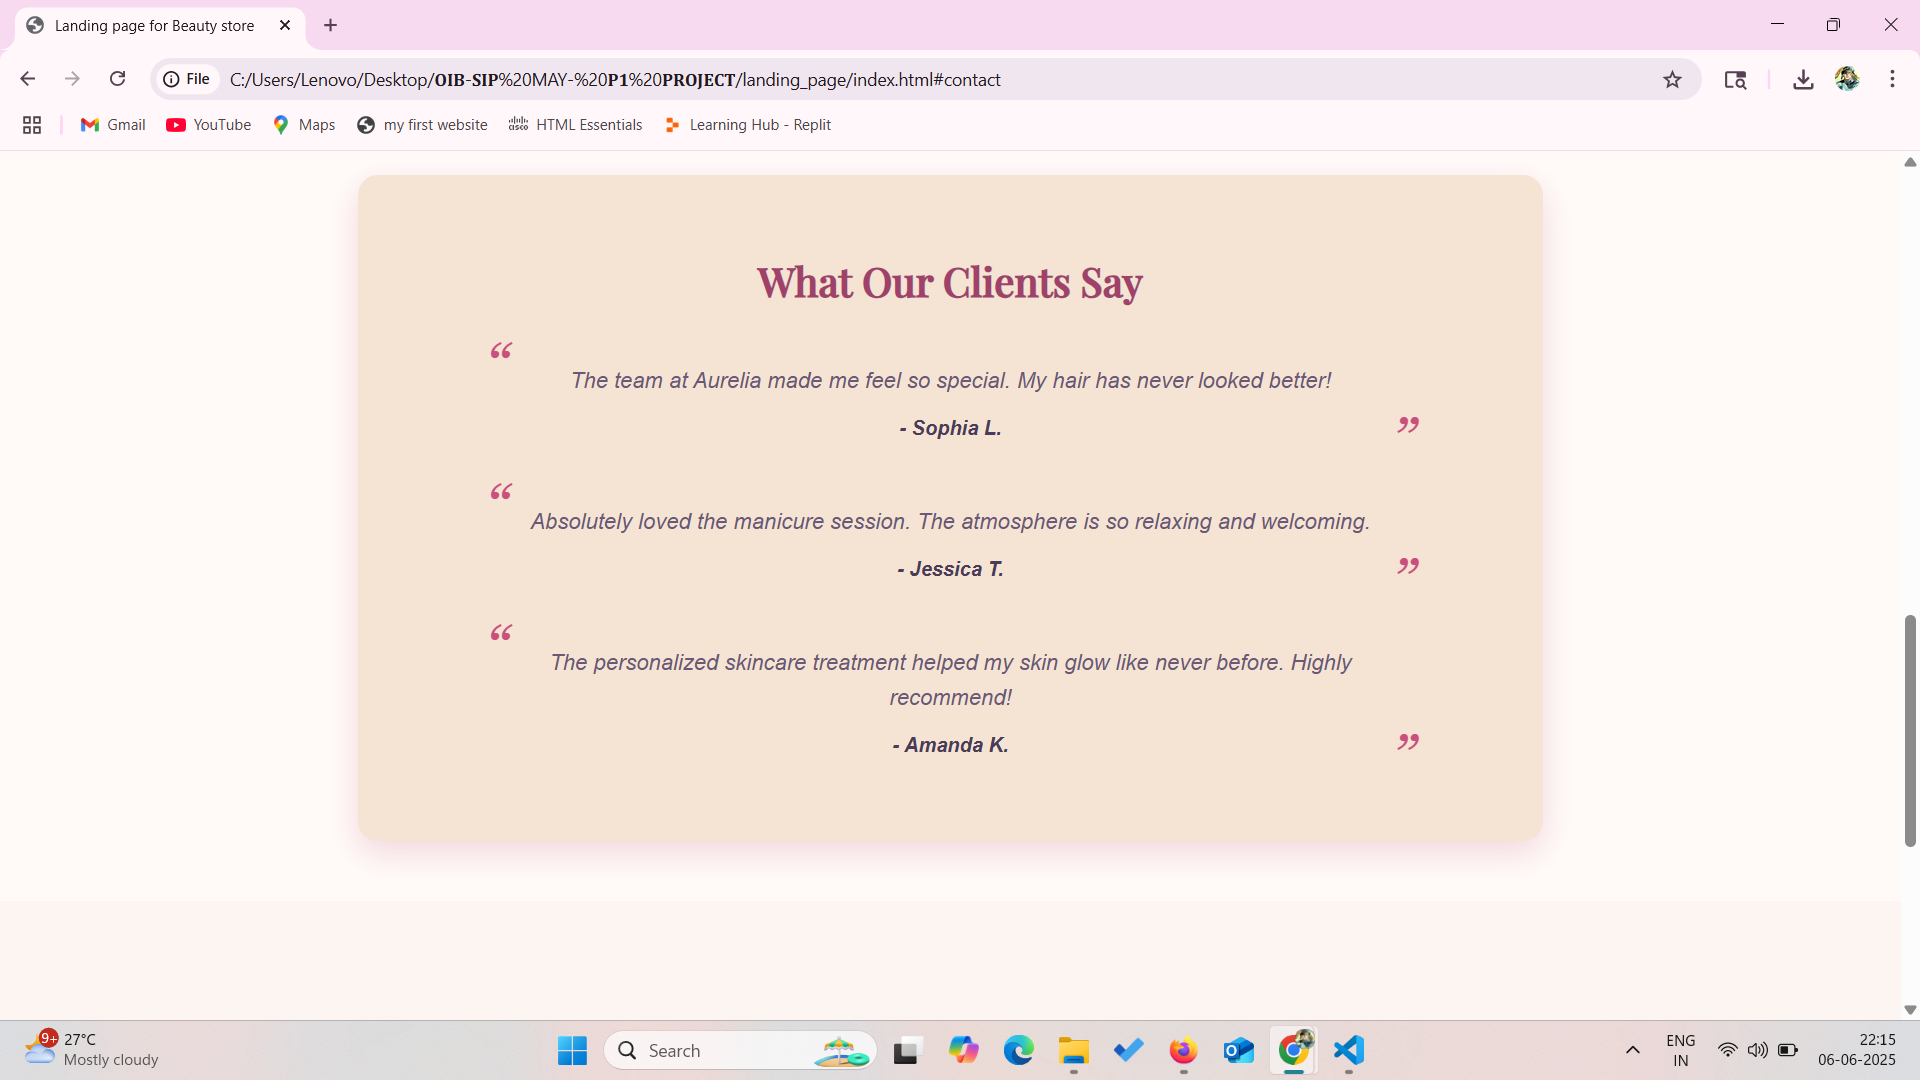 Landing page for Beauty store
File C:/Users/Lenovo/Desktop/𝐎𝐈𝐁-𝐒𝐈𝐏%20MAY-%20𝐏𝟏%20𝐏𝐑𝐎𝐉𝐄𝐂𝐓/landing_page/index.html#contact
Gmail YouTube Maps my first website cisco HTML Essentials Learning Hub - Replit
What Our Clients Say
“
The team at Aurelia made me feel so special. My hair has never looked better!
- Sophia L. ”
“
Absolutely loved the manicure session. The atmosphere is so relaxing and welcoming.
- Jessica T. ”
“
The personalized skincare treatment helped my skin glow like never before. Highly
recommend!
- Amanda K. ”
9+ 27°C
Mostly cloudy
Search
ENG
IN
22:15
06-06-2025